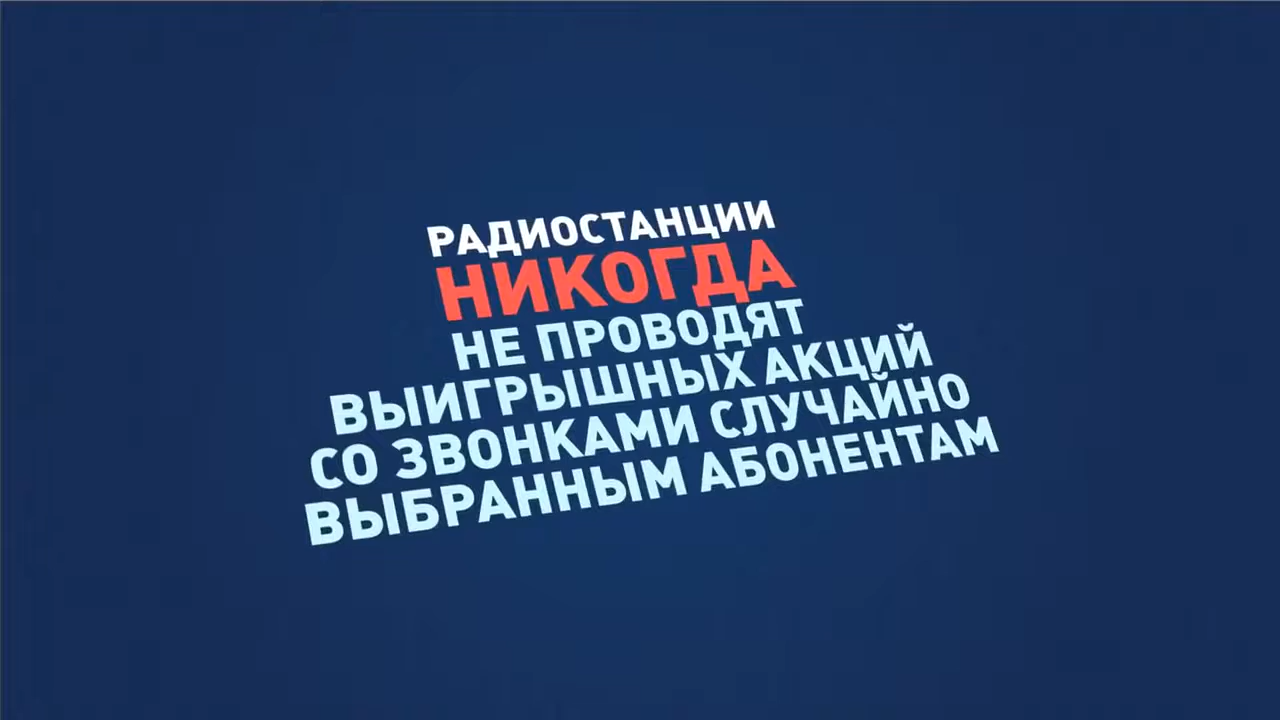 РАДИОСТАНЦИИ
НИКОГДА
НЕ ПРОВОДЯТ
ВЫИГРЫШНЫХ АКЦИЙ
СО ЗВОНКАМИ СЛУЧАЙНО
ВЫБРАННЫМ АБОНЕНТАМ